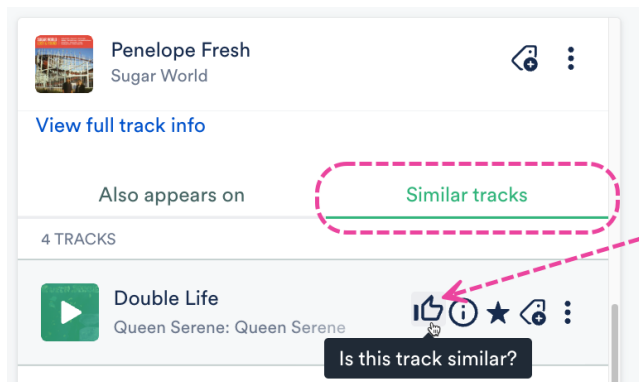 Penelope Fresh
Sugar World
View full track info
Also appears on
Similar tracks
4 TRACKS
Double Life
Queen Serene: Queen Serene
Is this track similar?